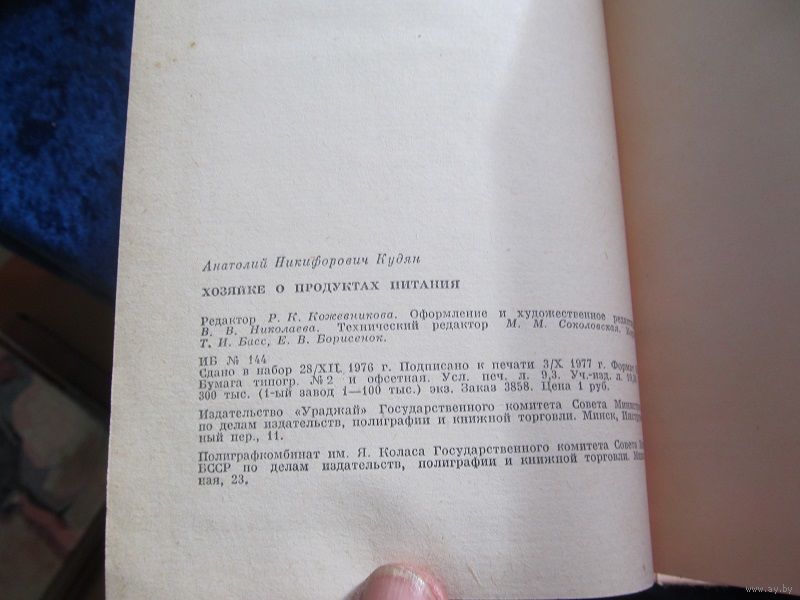 Анатолий Никифорович Кудян
ХОЗЯЙКЕ О ПРОДУКТАХ ПИТАНИЯ
Редактор Р. К. Кожевникова. Оформление и художественное
В. В. Николаева. Технический редактор М. М. Соколовская.
Т. И. Басс, Е. В. Борисенок.
ИБ № 144
Сдано в набор 28/XII 1976 г. Подписано к печати 3/X 1977 г. Формат
Бумага типогр. №2 и офсетная. Усл. печ. л. 9,3. Уч.-изд. л.
300 тыс. (1-ый завод 1—100 тыс.) экз. Заказ 3858. Цена 1 руб.
Издательство «Ураджай» Государственного комитета Совета
по делам издательств, полиграфии и книжной торговли. Минск,
ный пер., 11.
Полиграфкомбинат им. Я. Коласа Государственного комитета Совета
БССР по делам издательств, полиграфии и книжной торговли.
ная, 23.
www.ay.by